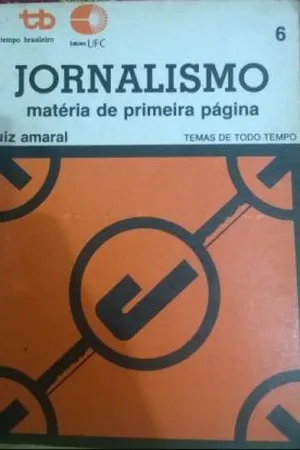 tb
tempo brasileiro
Edições UFC
6
JORNALISMO
matéria de primeira página
uiz amaral
TEMAS DE TODO TEMPO